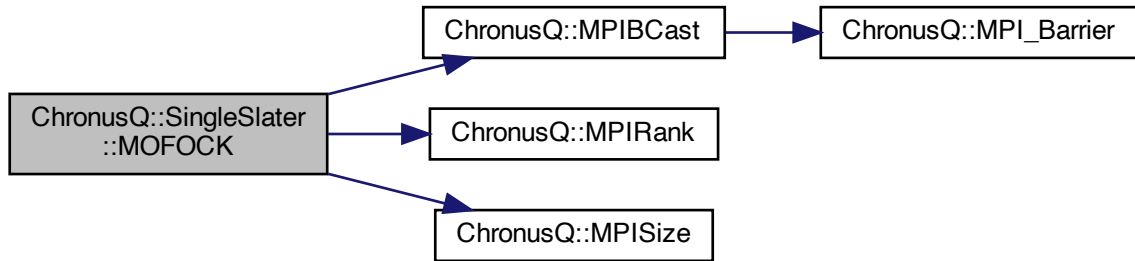 ChronusQ::SingleSlater
::MOFOCK
ChronusQ::MPIBCast
ChronusQ::MPI_Barrier
ChronusQ::MPIRank
ChronusQ::MPISize